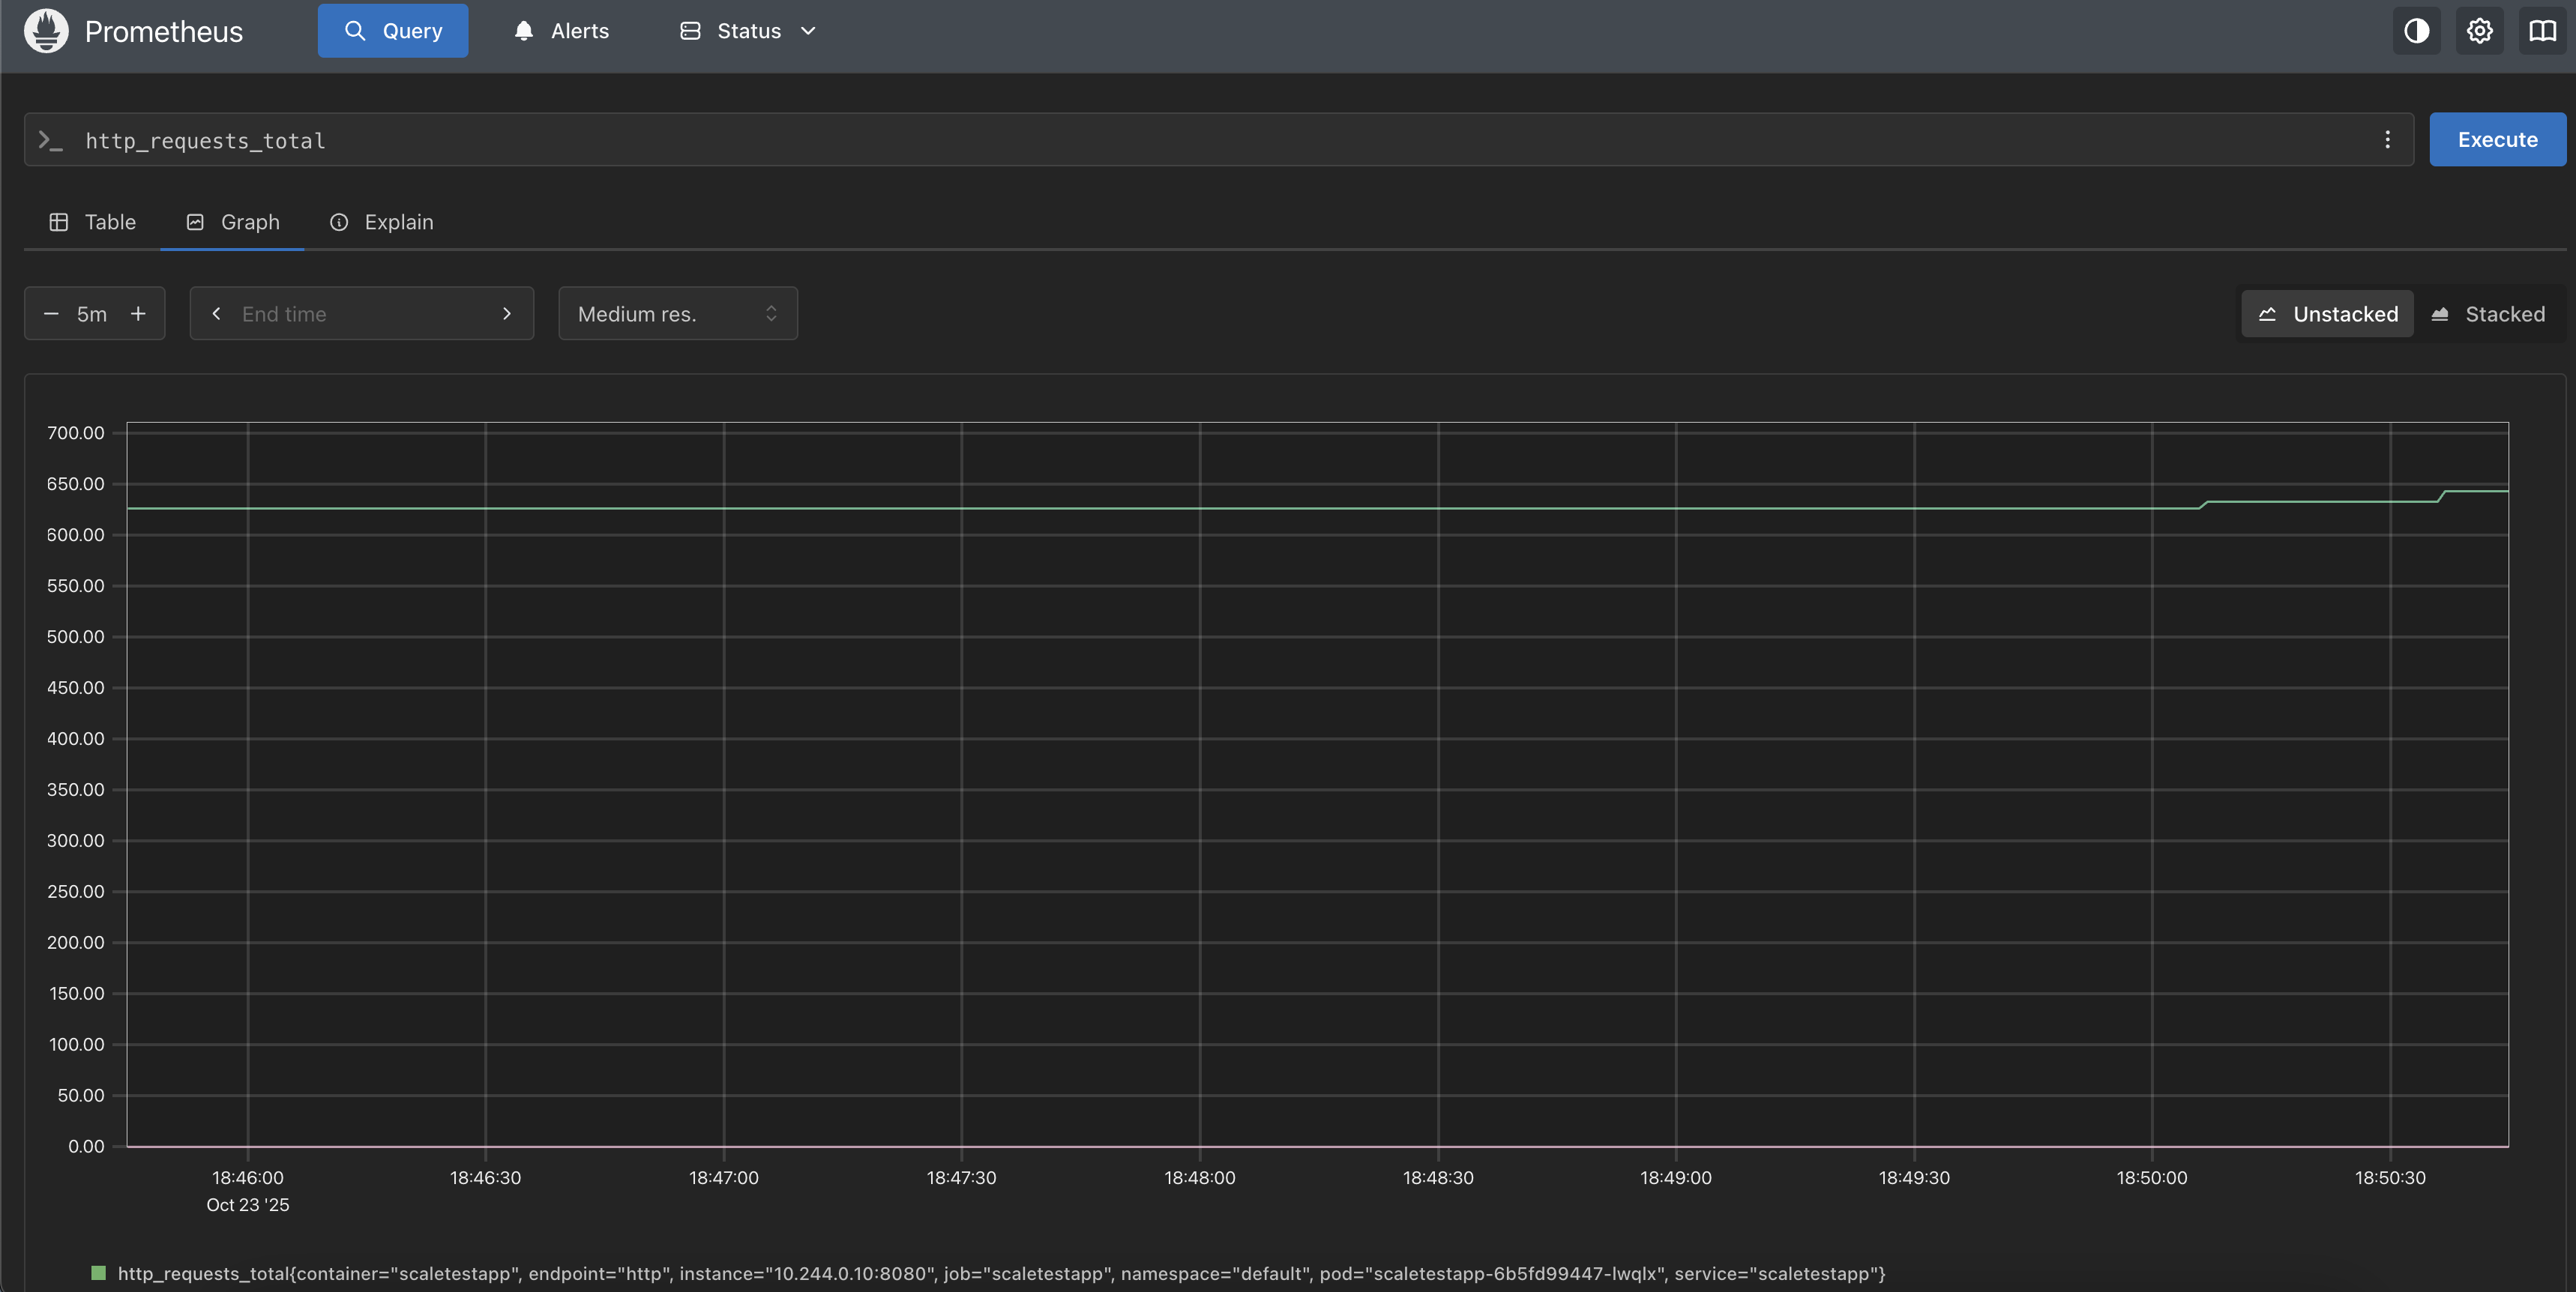 Prometheus Query Alerts Status
http_requests_total Execute
Table Graph Explain
5m End time Medium res. Unstacked Stacked
700.00
650.00
600.00
550.00
500.00
450.00
400.00
350.00
300.00
250.00
200.00
150.00
100.00
50.00
0.00
18:46:00 18:46:30 18:47:00 18:47:30 18:48:00 18:48:30 18:49:00 18:49:30 18:50:00 18:50:30
Oct 23 '25
http_requests_total{container="scaletestapp", endpoint="http", instance="10.244.0.10:8080", job="scaletestapp", namespace="default", pod="scaletestapp-6b5fd99447-lwqlx", service="scaletestapp"}